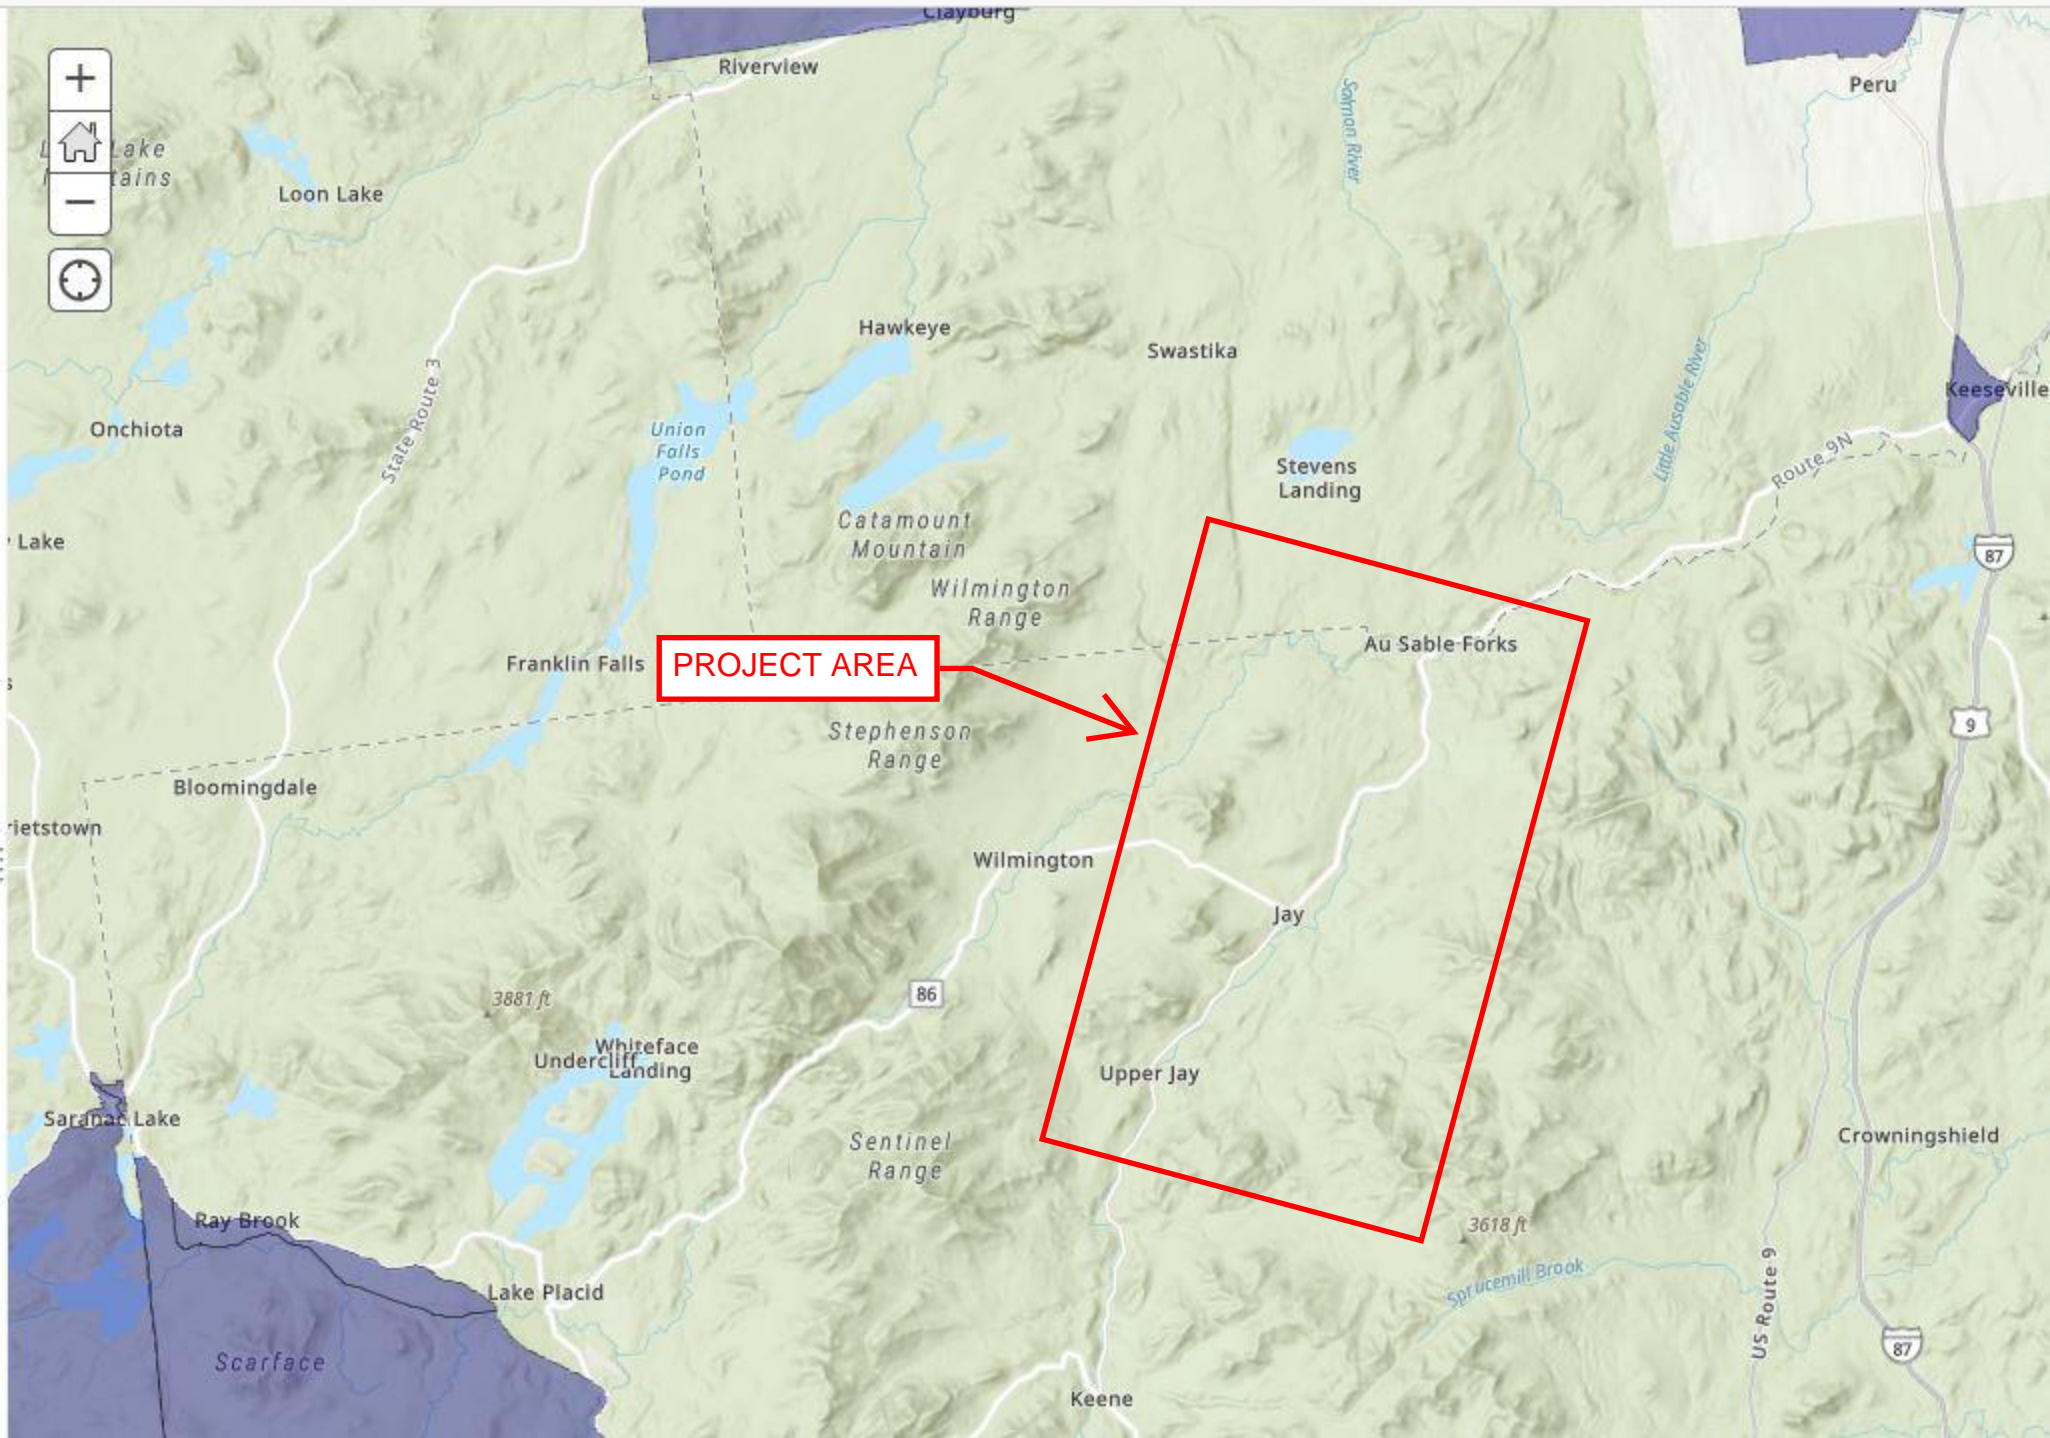 Clayburg
Riverview
Peru
Lake
tains
Loon Lake
Salmon River
Hawkeye
Swastika
State Route 3
Little Ausable River
Keeseville
Onchiota
Union
Falls
Pond
Route 9N
Stevens
Landing
Catamount
Mountain
Lake
87
Wilmington
Range
Franklin Falls
PROJECT AREA
Au Sable Forks
Stephenson
Range
9
Bloomingdale
rietstown
Wilmington
Jay
86
3881 ft
Whiteface
Landing
Undercliff
Upper Jay
Saranac Lake
Sentinel
Range
Crowningshield
Ray Brook
3618 ft
Sprucemill Brook
Lake Placid
US Route 9
Scarface
87
Keene